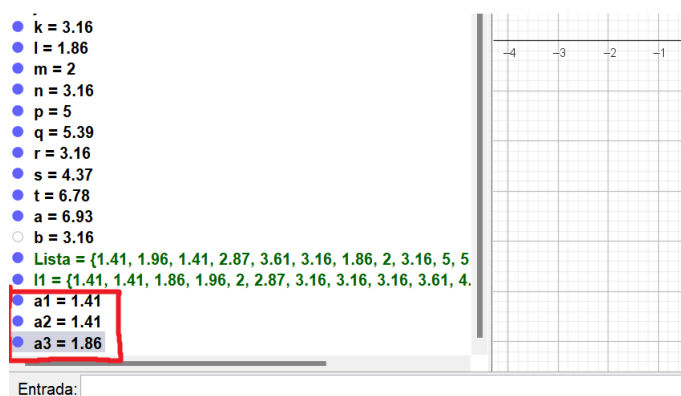 k = 3.16
l = 1.86
m = 2
n = 3.16
p = 5
q = 5.39
r = 3.16
s = 4.37
t = 6.78
a = 6.93
b = 3.16
Lista = {1.41, 1.96, 1.41, 2.87, 3.61, 3.16, 1.86, 2, 3.16, 5, 5
l1 = {1.41, 1.41, 1.86, 1.96, 2, 2.87, 3.16, 3.16, 3.16, 3.61, 4.
a1 = 1.41
a2 = 1.41
a3 = 1.86
Entrada:
-4 -3 -2 -1